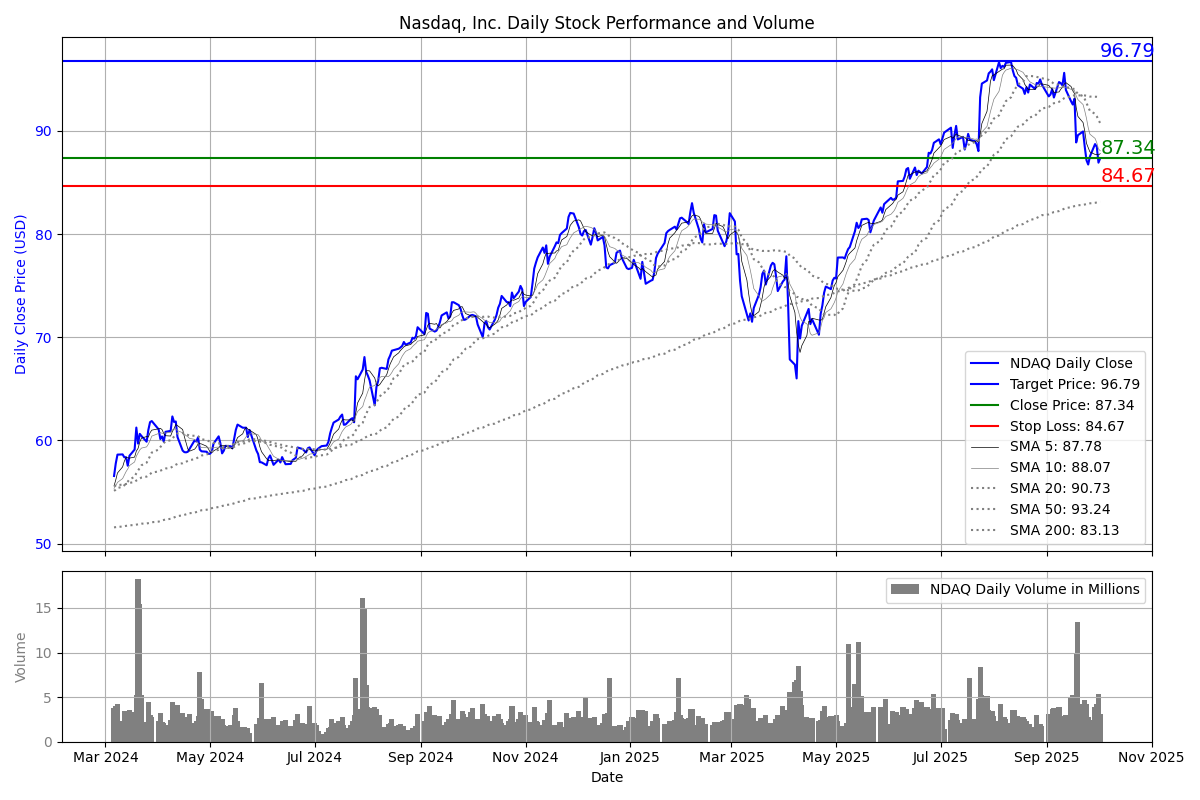 Nasdaq, Inc. Daily Stock Performance and Volume
96.79
90
87.34
84.67
80
70
60
50
Daily Close Price (USD)
NDAQ Daily Close
Target Price: 96.79
Close Price: 87.34
Stop Loss: 84.67
SMA 5: 87.78
SMA 10: 88.07
SMA 20: 90.73
SMA 50: 93.24
SMA 200: 83.13
NDAQ Daily Volume in Millions
15
10
5
0
Volume
Mar 2024 May 2024 Jul 2024 Sep 2024 Nov 2024 Jan 2025 Mar 2025 May 2025 Jul 2025 Sep 2025 Nov 2025
Date